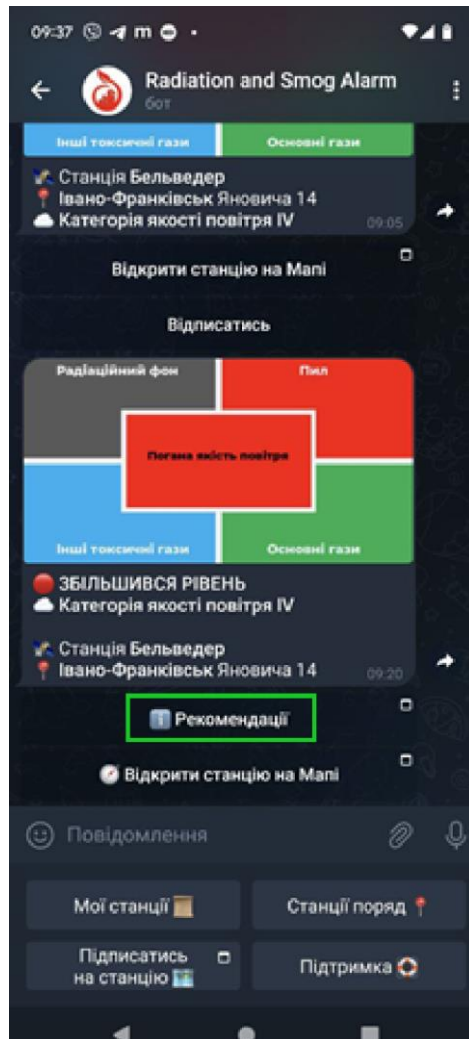 09:37
Radiation and Smog Alarm
бот
Інші токсичні гази
Основні гази
Станція Бельведер
Івано-Франківськ Яновича 14
Категорія якості повітря IV
09:05
Відкрити станцію на Мапі
Відписатись
Радіаційний фон
Пил
Погана якість повітря
Інші токсичні гази
Основні гази
ЗБІЛЬШИВСЯ РІВЕНЬ
Категорія якості повітря IV
Станція Бельведер
Івано-Франківськ Яновича 14
09:20
Рекомендації
Відкрити станцію на Мапі
Повідомлення
Мої станції
Станції поряд
Підписатись
на станцію
Підтримка